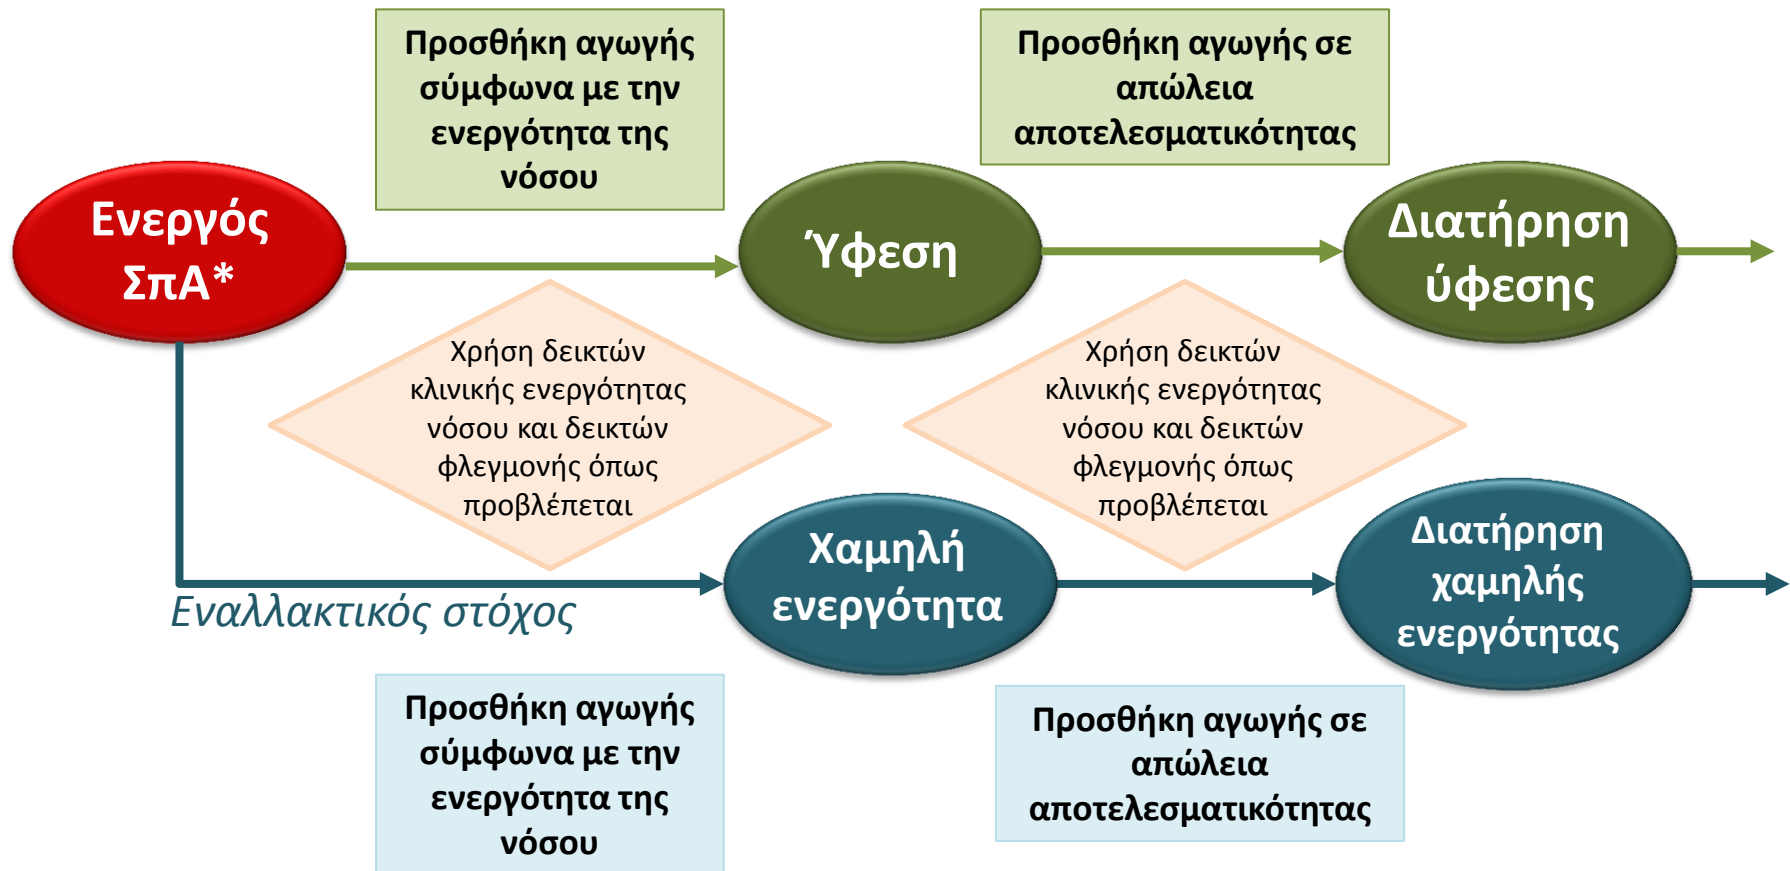 Προσθήκη αγωγής
σύμφωνα με την
ενεργότητα της
νόσου
Προσθήκη αγωγής σε
απώλεια
αποτελεσματικότητας
Ενεργός
ΣπΑ*
Ύφεση
Διατήρηση
ύφεσης
Χρήση δεικτών
κλινικής ενεργότητας
νόσου και δεικτών
φλεγμονής όπως
προβλέπεται
Χρήση δεικτών
κλινικής ενεργότητας
νόσου και δεικτών
φλεγμονής όπως
προβλέπεται
Εναλλακτικός στόχος
Χαμηλή
ενεργότητα
Διατήρηση
χαμηλής
ενεργότητας
Προσθήκη αγωγής
σύμφωνα με την
ενεργότητα της
νόσου
Προσθήκη αγωγής σε
απώλεια
αποτελεσματικότητας